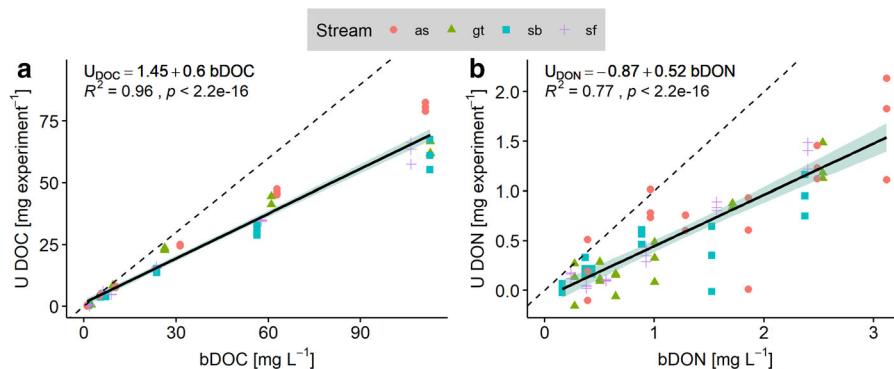 Stream as gt sb sf
a
U_DOC = 1.45 + 0.6 bDOC
R² = 0.96 , p < 2.2e-16
U DOC [mg experiment⁻¹]
75
50
25
0
0 30 60 90
bDOC [mg L⁻¹]
b
U_DON = −0.87 + 0.52 bDON
R² = 0.77 , p < 2.2e-16
U DON [mg experiment⁻¹]
2.0
1.5
1.0
0.5
0.0
0 1 2 3
bDON [mg L⁻¹]